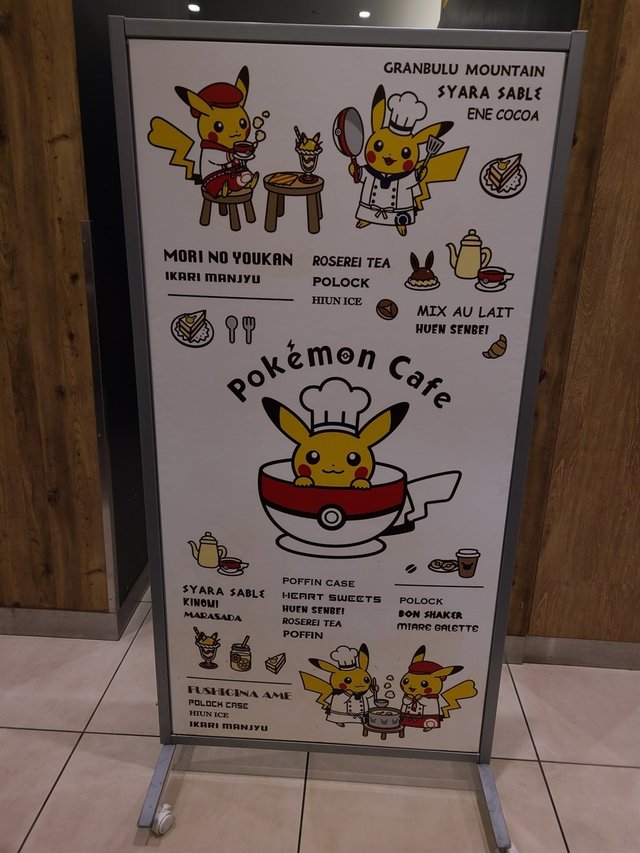 GRANBULU MOUNTAIN
SYARA SABLE
ENE COCOA
MORI NO YOUKAN
IKARI MANJYU
ROSEREI TEA
POLOCK
HIUN ICE
MIX AU LAIT
HUEN SENBEI
Pokémon Cafe
SYARA SABLE
KINOMI
MARASADA
POFFIN CASE
HEART SWEETS
HUEN SENBEI
ROSEREI TEA
POFFIN
POLOCK
BON SHAKER
MIARE GALETTE
FUSHIGINA AME
POLOCK CASE
HIUN ICE
IKARI MANJYU